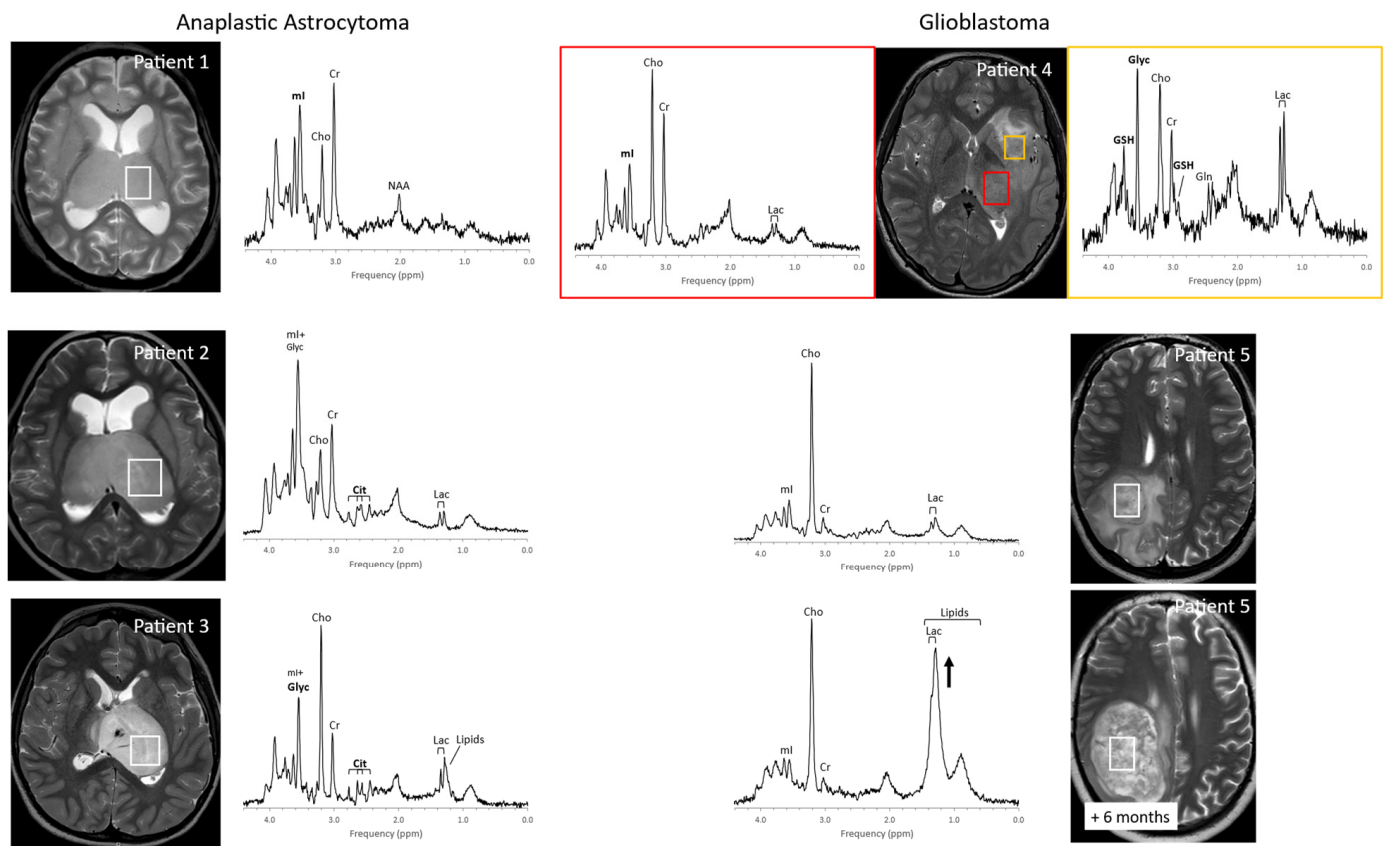 Anaplastic Astrocytoma
Glioblastoma
Patient 1
mI
Cho
Cr
NAA
4.0 3.0 2.0 1.0 0.0
Frequency (ppm)
Cho
Cr
mI
Lac
4.0 3.0 2.0 1.0 0.0
Frequency (ppm)
Patient 4
Glyc
Cho
Lac
Cr
GSH
GSH
Gln
4.0 3.0 2.0 1.0 0.0
Frequency (ppm)
Patient 2
mI+
Glyc
Cho
Cr
Cit
Lac
4.0 3.0 2.0 1.0 0.0
Frequency (ppm)
Cho
mI
Cr
Lac
4.0 3.0 2.0 1.0 0.0
Frequency (ppm)
Patient 5
Patient 3
mI+
Glyc
Cho
Cr
Cit
Lac
Lipids
4.0 3.0 2.0 1.0 0.0
Frequency (ppm)
Cho
Lipids
Lac
mI
Cr
4.0 3.0 2.0 1.0 0.0
Frequency (ppm)
Patient 5
+ 6 months